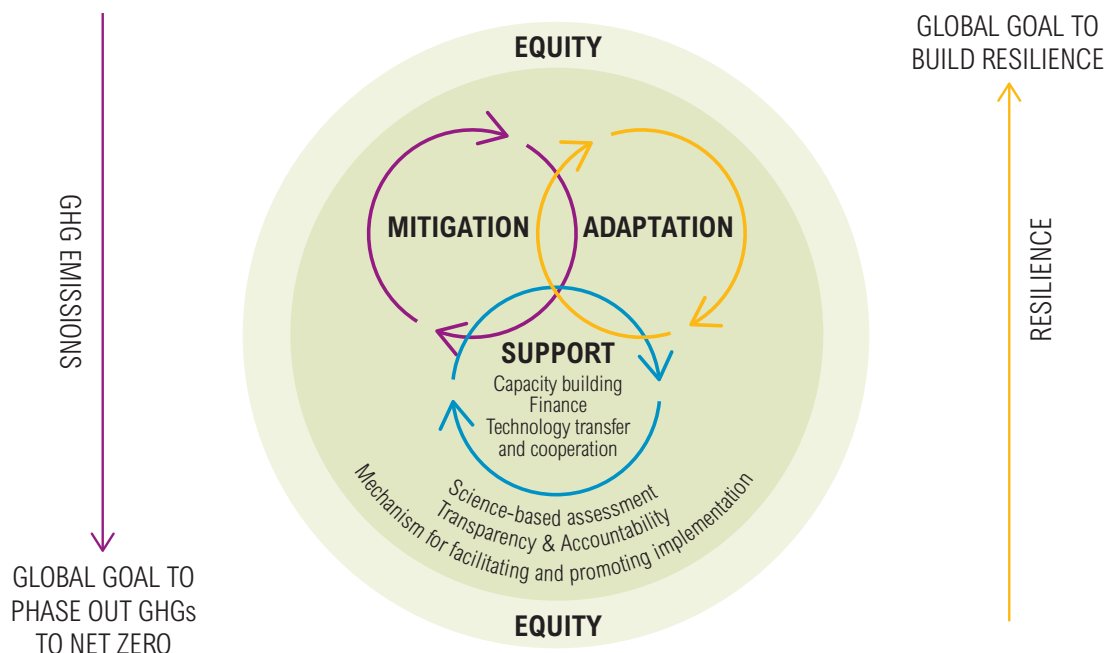 EQUITY
GLOBAL GOAL TO
BUILD RESILIENCE
GHG EMISSIONS
MITIGATION
ADAPTATION
RESILIENCE
SUPPORT
Capacity building
Finance
Technology transfer
and cooperation
Science-based assessment
Transparency & Accountability
Mechanism for facilitating and promoting implementation
GLOBAL GOAL TO
PHASE OUT GHGs
TO NET ZERO
EQUITY